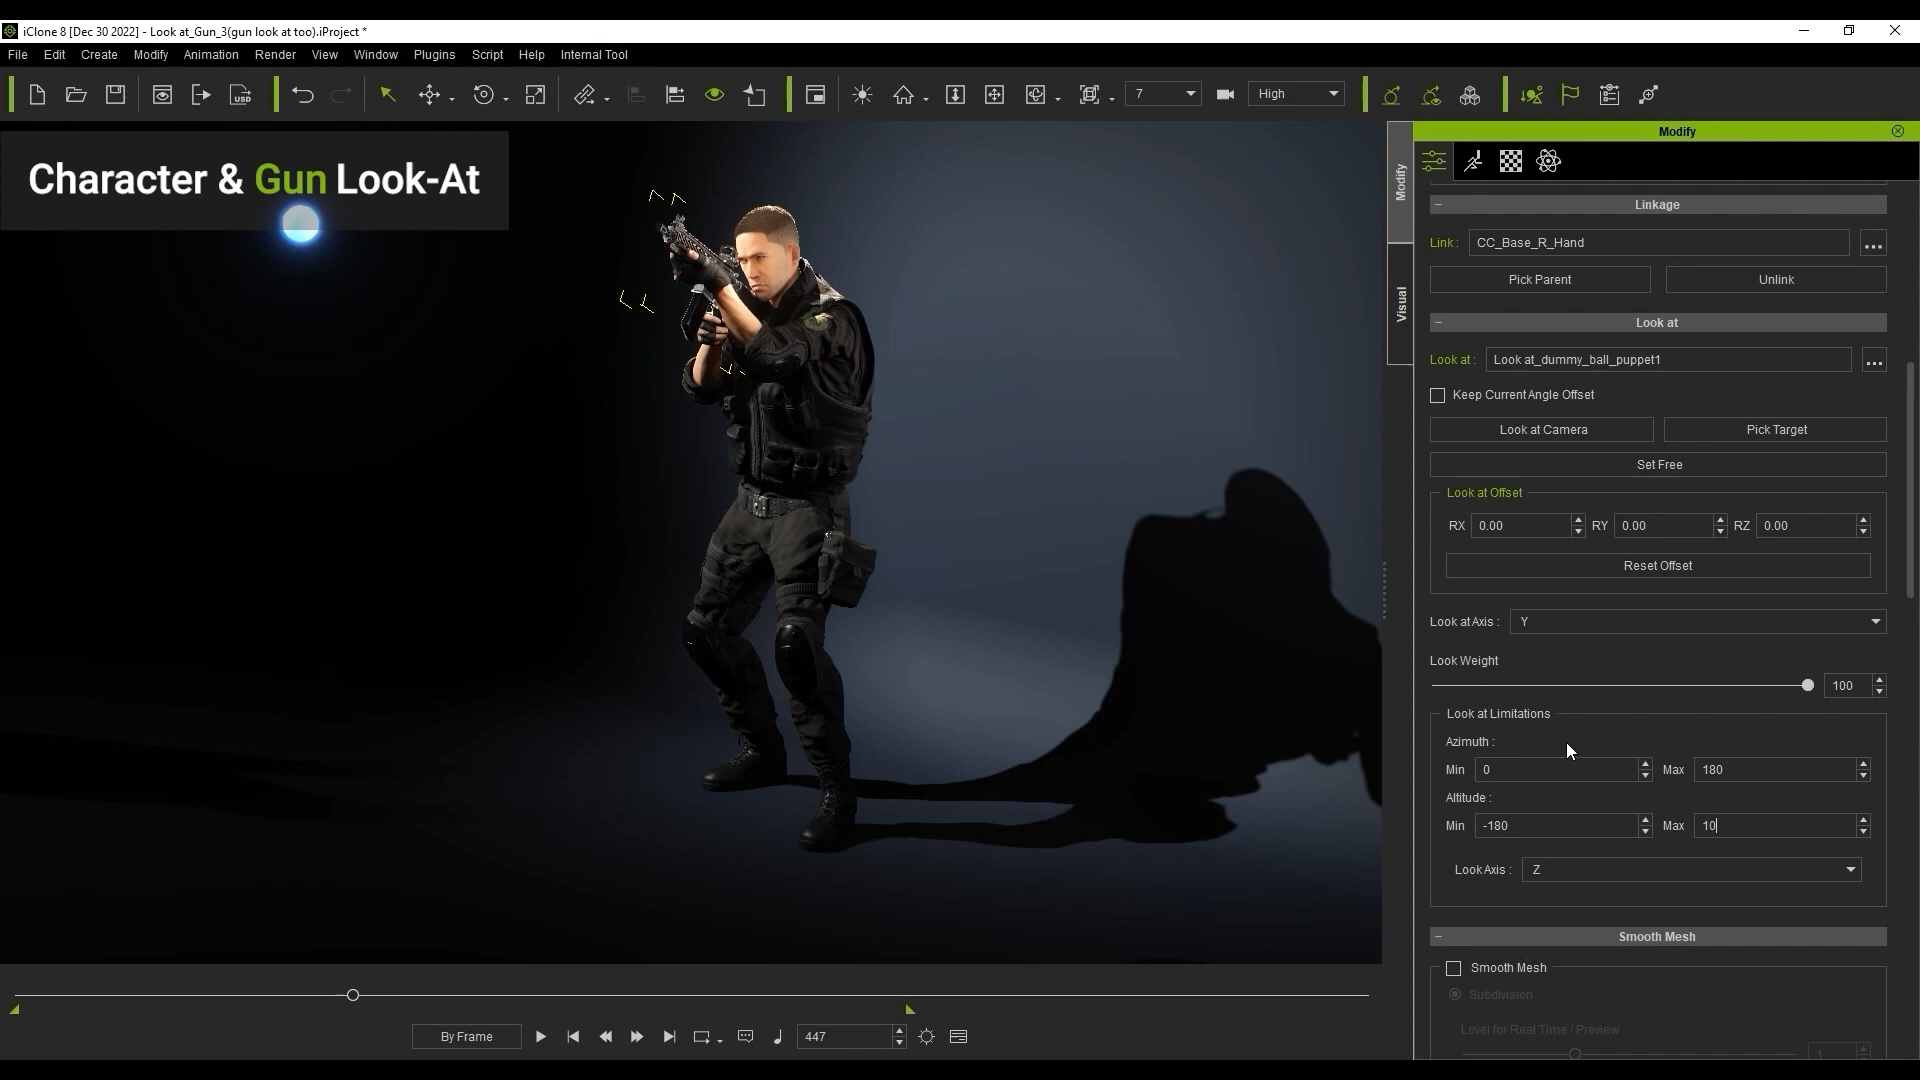 iClone 8 [Dec 30 2022] - Look at_Gun_3(gun look at too).iProject *
File Edit Create Modify Animation Render View Window Plugins Script Help Internal Tool
USD
7
High
Character & Gun Look-At
Modify
Visual
Modify
Linkage
Link :
CC_Base_R_Hand
...
Pick Parent
Unlink
Look at
Look at :
Look at_dummy_ball_puppet1
...
Keep Current Angle Offset
Look at Camera
Pick Target
Set Free
Look at Offset
RX 0.00 RY 0.00 RZ 0.00
Reset Offset
Look at Axis : Y
Look Weight
100
Look at Limitations
Azimuth :
Min 0 Max 180
Altitude :
Min -180 Max 10
Look Axis : Z
Smooth Mesh
Smooth Mesh
Subdivision
Level for Real Time / Preview
1
By Frame
447